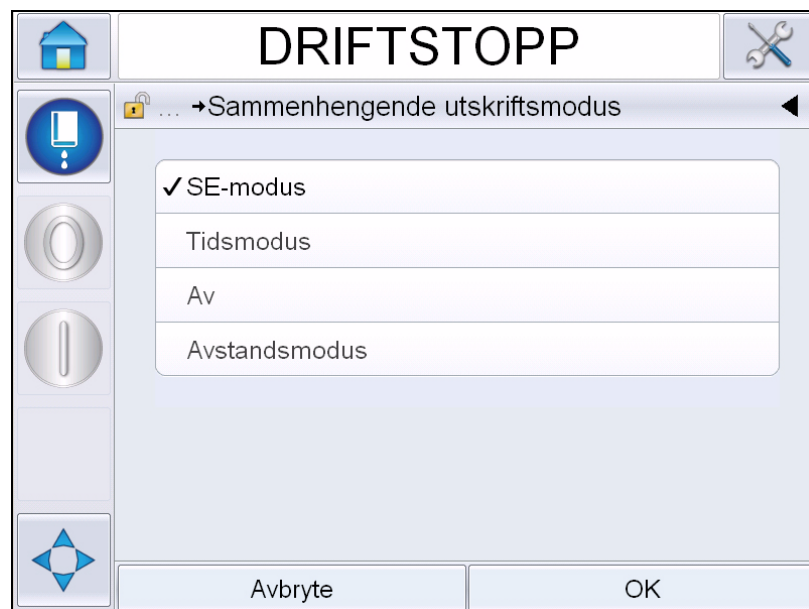 DRIFTSTOPP
... →Sammenhengende utskriftsmodus
✓ SE-modus
Tidsmodus
Av
Avstandsmodus
Avbryte
OK